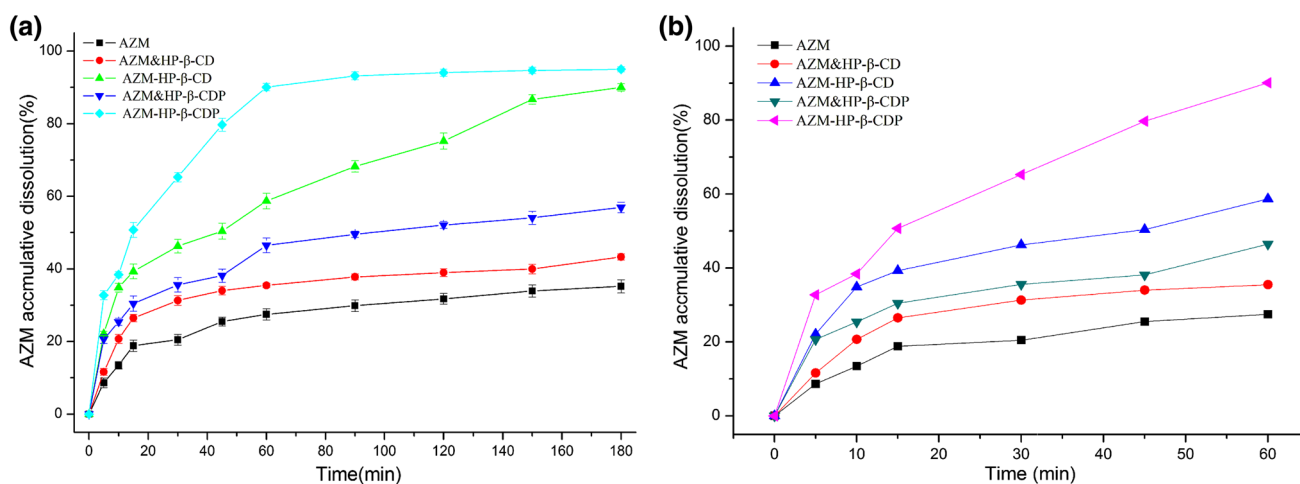 (a)
AZM accmulative dissolution(%)
100
80
60
40
20
0
AZM
AZM&HP-β-CD
AZM-HP-β-CD
AZM&HP-β-CDP
AZM-HP-β-CDP
0 20 40 60 80 100 120 140 160 180
Time(min)
(b)
AZM accmulative dissolution(%)
100
80
60
40
20
0
AZM
AZM&HP-β-CD
AZM-HP-β-CD
AZM&HP-β-CDP
AZM-HP-β-CDP
0 10 20 30 40 50 60
Time (min)